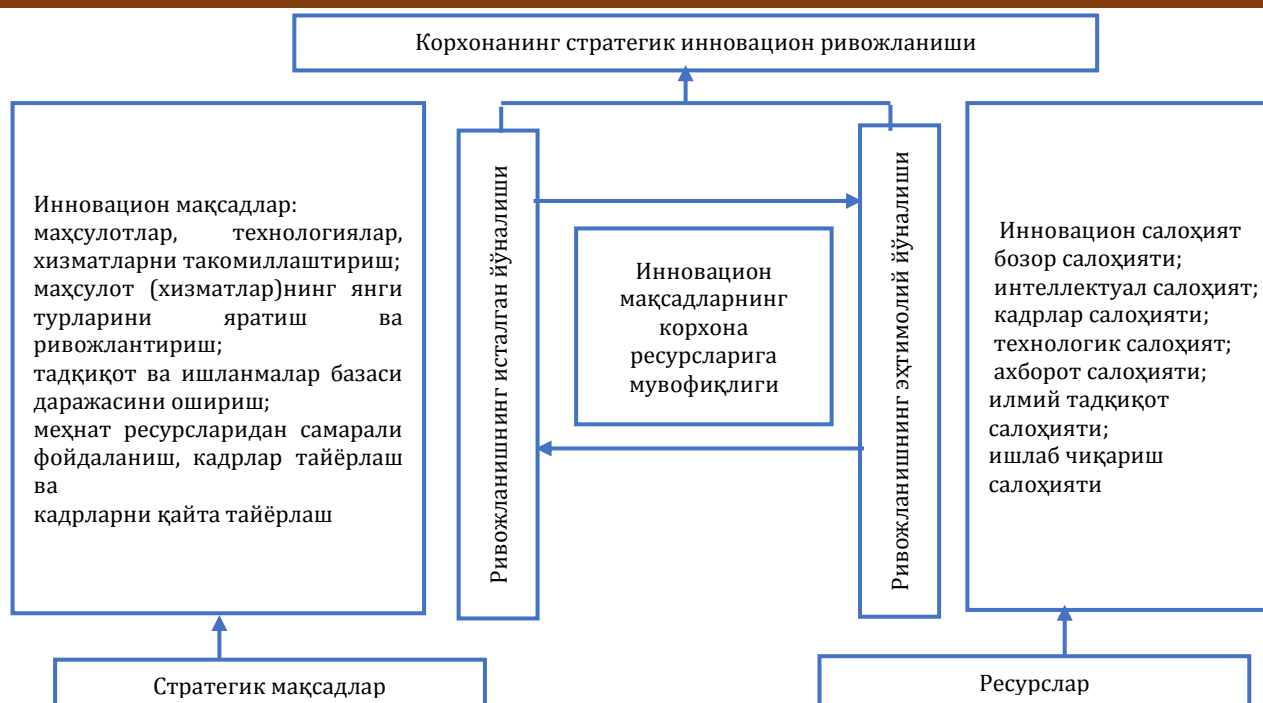 Корхонанинг стратегик инновацион ривожланиши
Инновацион мақсадлар:
маҳсулотлар, технологиялар,
хизматларни такомиллаштириш;
маҳсулот (хизматлар)нинг янги
турларини яратиш ва
ривожлантириш;
тадқиқот ва ишланмалар базаси
даражасини ошириш;
меҳнат ресурсларидан самарали
фойдаланиш, кадрлар тайёрлаш
ва
кадрларни қайта тайёрлаш
Ривожланишнинг исталган йўналиши
Инновацион
мақсадларнинг
корхона
ресурсларига
мувофиқлиги
Ривожланишнинг эҳтимолий йўналиши
Инновацион салоҳият
бозор салоҳияти;
интеллектуал салоҳият;
кадрлар салоҳияти;
технологик салоҳият;
ахборот салоҳияти;
илмий тадқиқот
салоҳияти;
ишлаб чиқариш
салоҳияти
Стратегик мақсадлар
Ресурслар